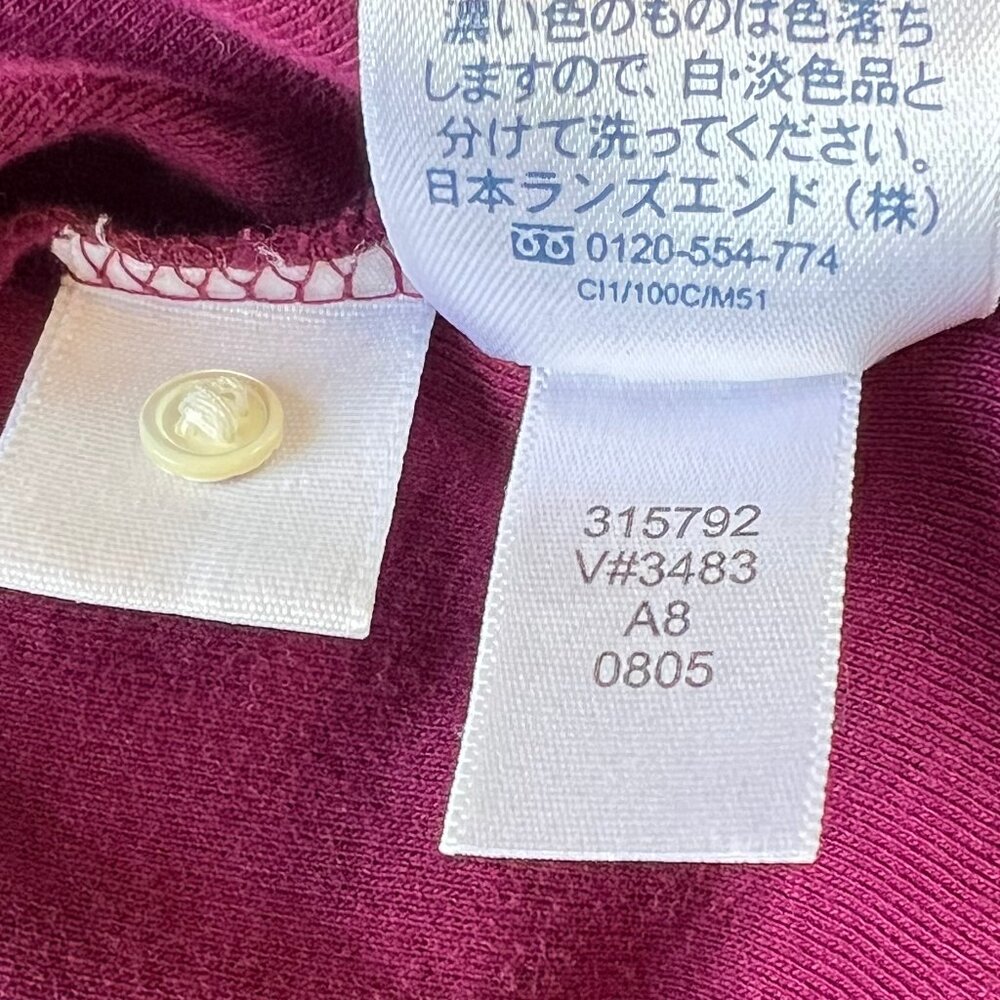 濃い色のものは色落ち
しますので、白・淡色品と
分けて洗ってください。
日本ランズエンド（株）
0120-554-774
CI1/100C/M51
315792
V#3483
A8
0805